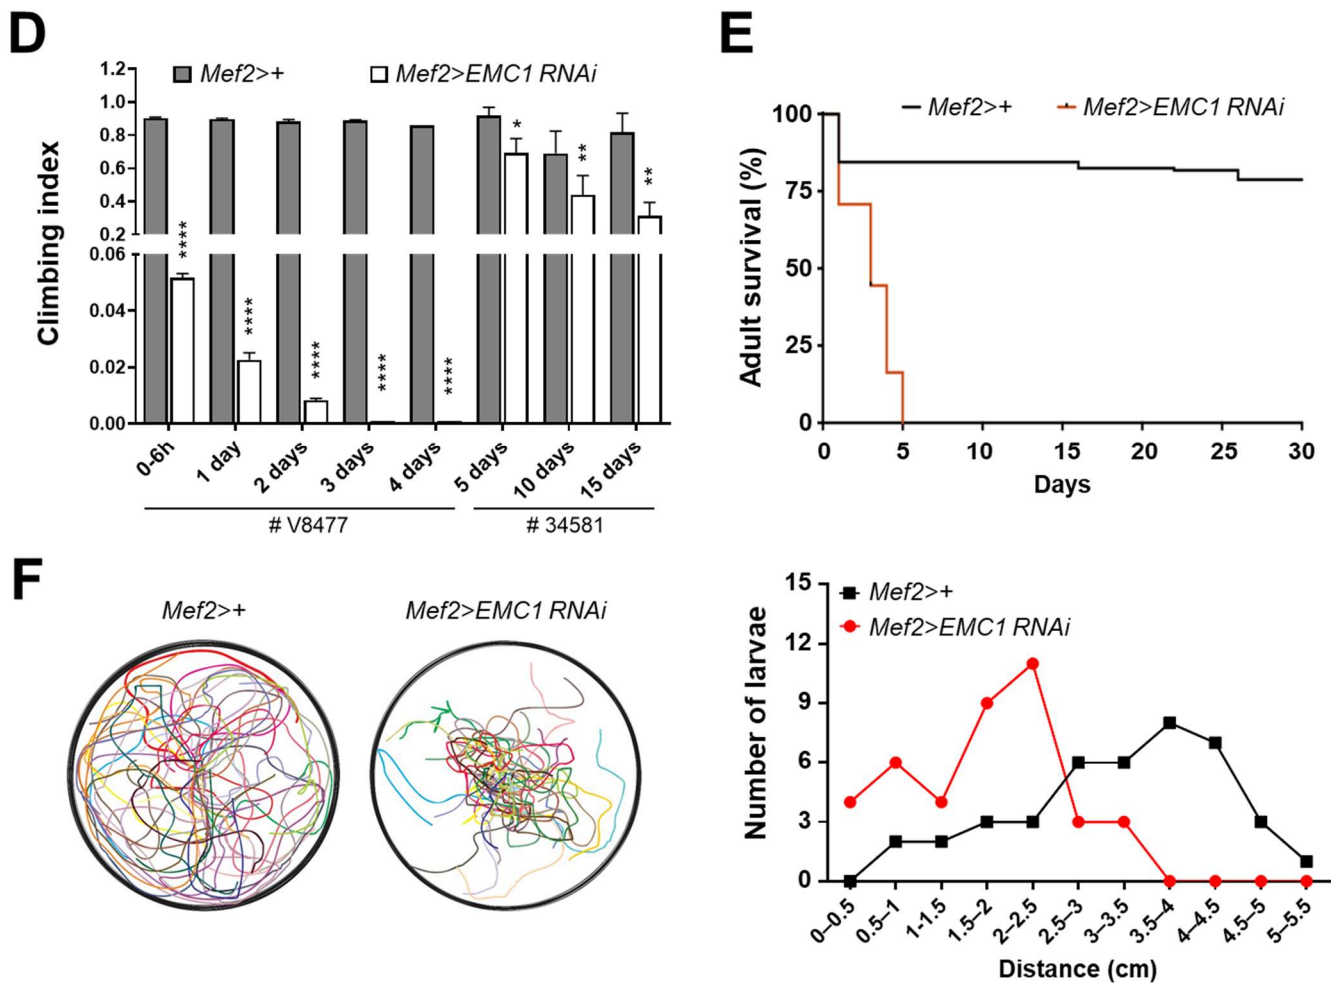 D
Mef2>+
Mef2>EMC1 RNAi
Climbing index
1.2
1.0
0.8
0.6
0.4
0.2
0.06
0.04
0.02
0.00
****
****
****
****
****
*
**
**
0-6h
1 day
2 days
3 days
4 days
5 days
10 days
15 days
# V8477
# 34581
E
Mef2>+
Mef2>EMC1 RNAi
Adult survival (%)
100
75
50
25
0
0
5
10
15
20
25
30
Days
F
Mef2>+
Mef2>EMC1 RNAi
Mef2>+
Mef2>EMC1 RNAi
Number of larvae
15
12
9
6
3
0
0–0.5
0.5–1
1-1.5
1.5–2
2–2.5
2.5–3
3–3.5
3.5–4
4–4.5
4.5–5
5–5.5
Distance (cm)